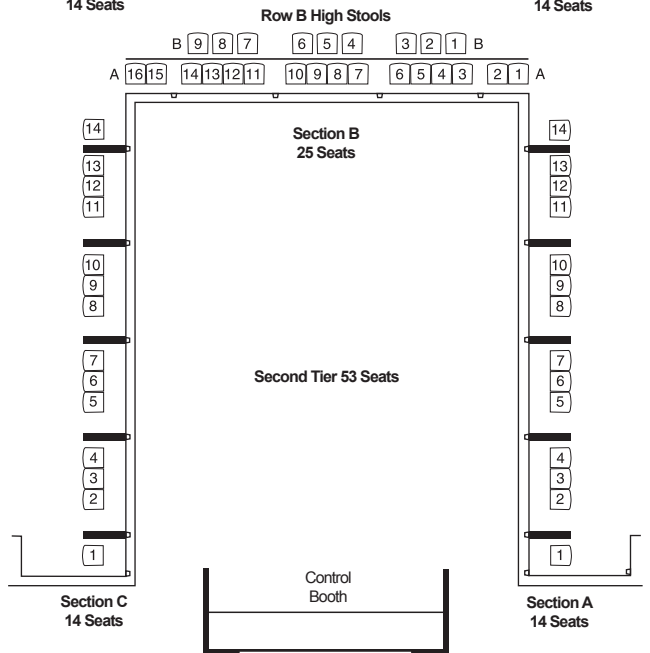 14 Seats 14 Seats
Row B High Stools
B 9 8 7 6 5 4 3 2 1 B
A 16 15 14 13 12 11 10 9 8 7 6 5 4 3 2 1 A
Section B
25 Seats
14 14
13 13
12 12
11 11
10 10
9 9
8 8
7 7
Second Tier 53 Seats
6 6
5 5
4 4
3 3
2 2
1 1
Control
Booth
Section C Section A
14 Seats 14 Seats